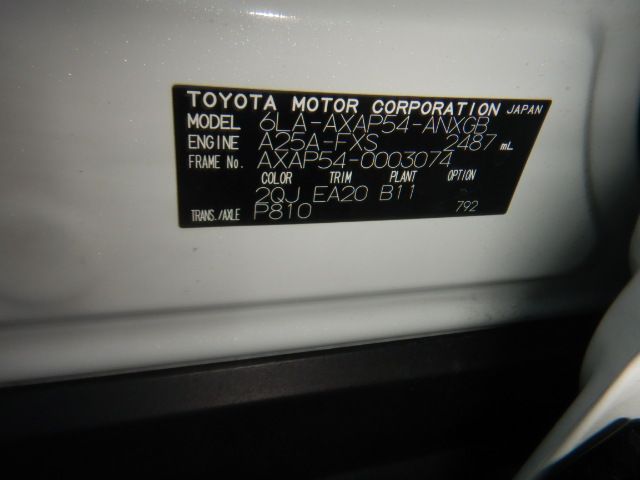 TOYOTA MOTOR CORPORATION JAPAN
MODEL 6LA-AXAP54-ANXGB
ENGINE A25A-FXS 2487 mL
FRAME No. AXAP54-0003074
COLOR TRIM PLANT OPTION
2QJ EA20 B11
TRANS./AXLE P810 792